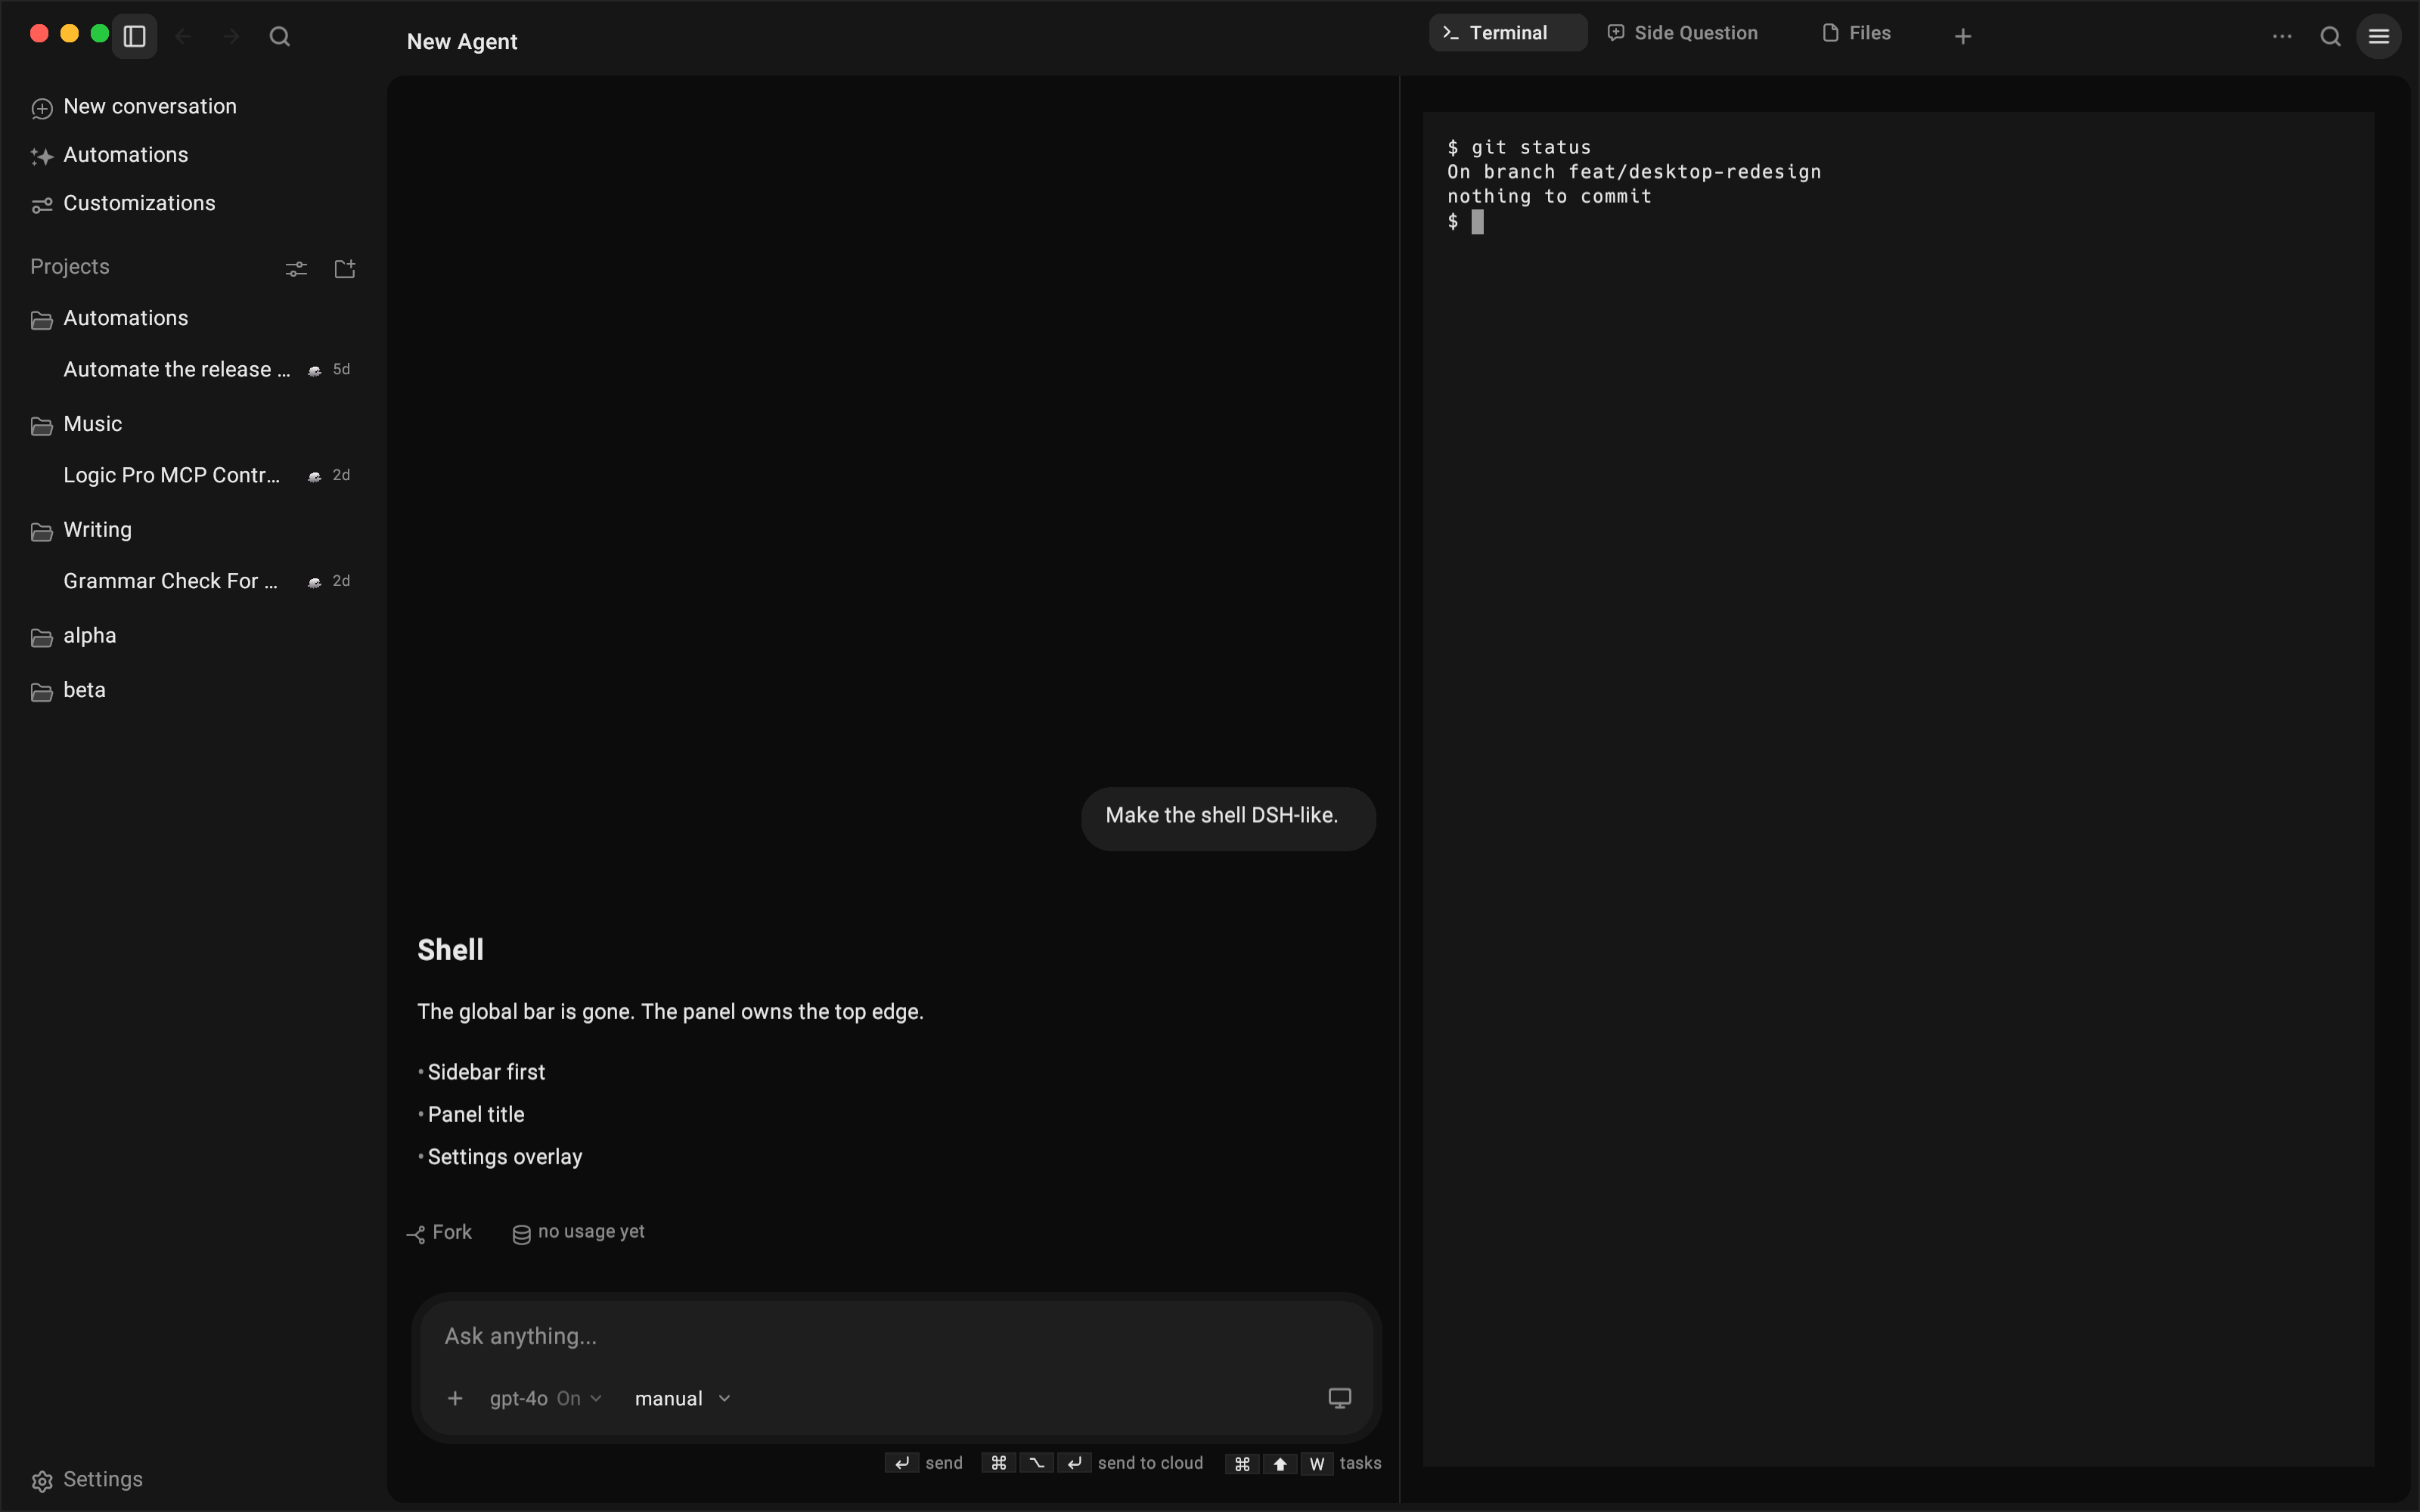 New Agent
Terminal
Side Question
Files
New conversation
Automations
Customizations
Projects
Automations
Automate the release ... 5d
Music
Logic Pro MCP Contr... 2d
Writing
Grammar Check For ... 2d
alpha
beta
Settings
Make the shell DSH-like.
Shell
The global bar is gone. The panel owns the top edge.
• Sidebar first
• Panel title
• Settings overlay
Fork no usage yet
Ask anything...
gpt-4o On manual
send ⌘ ⌥ send to cloud ⌘ W tasks
$ git status
On branch feat/desktop-redesign
nothing to commit
$